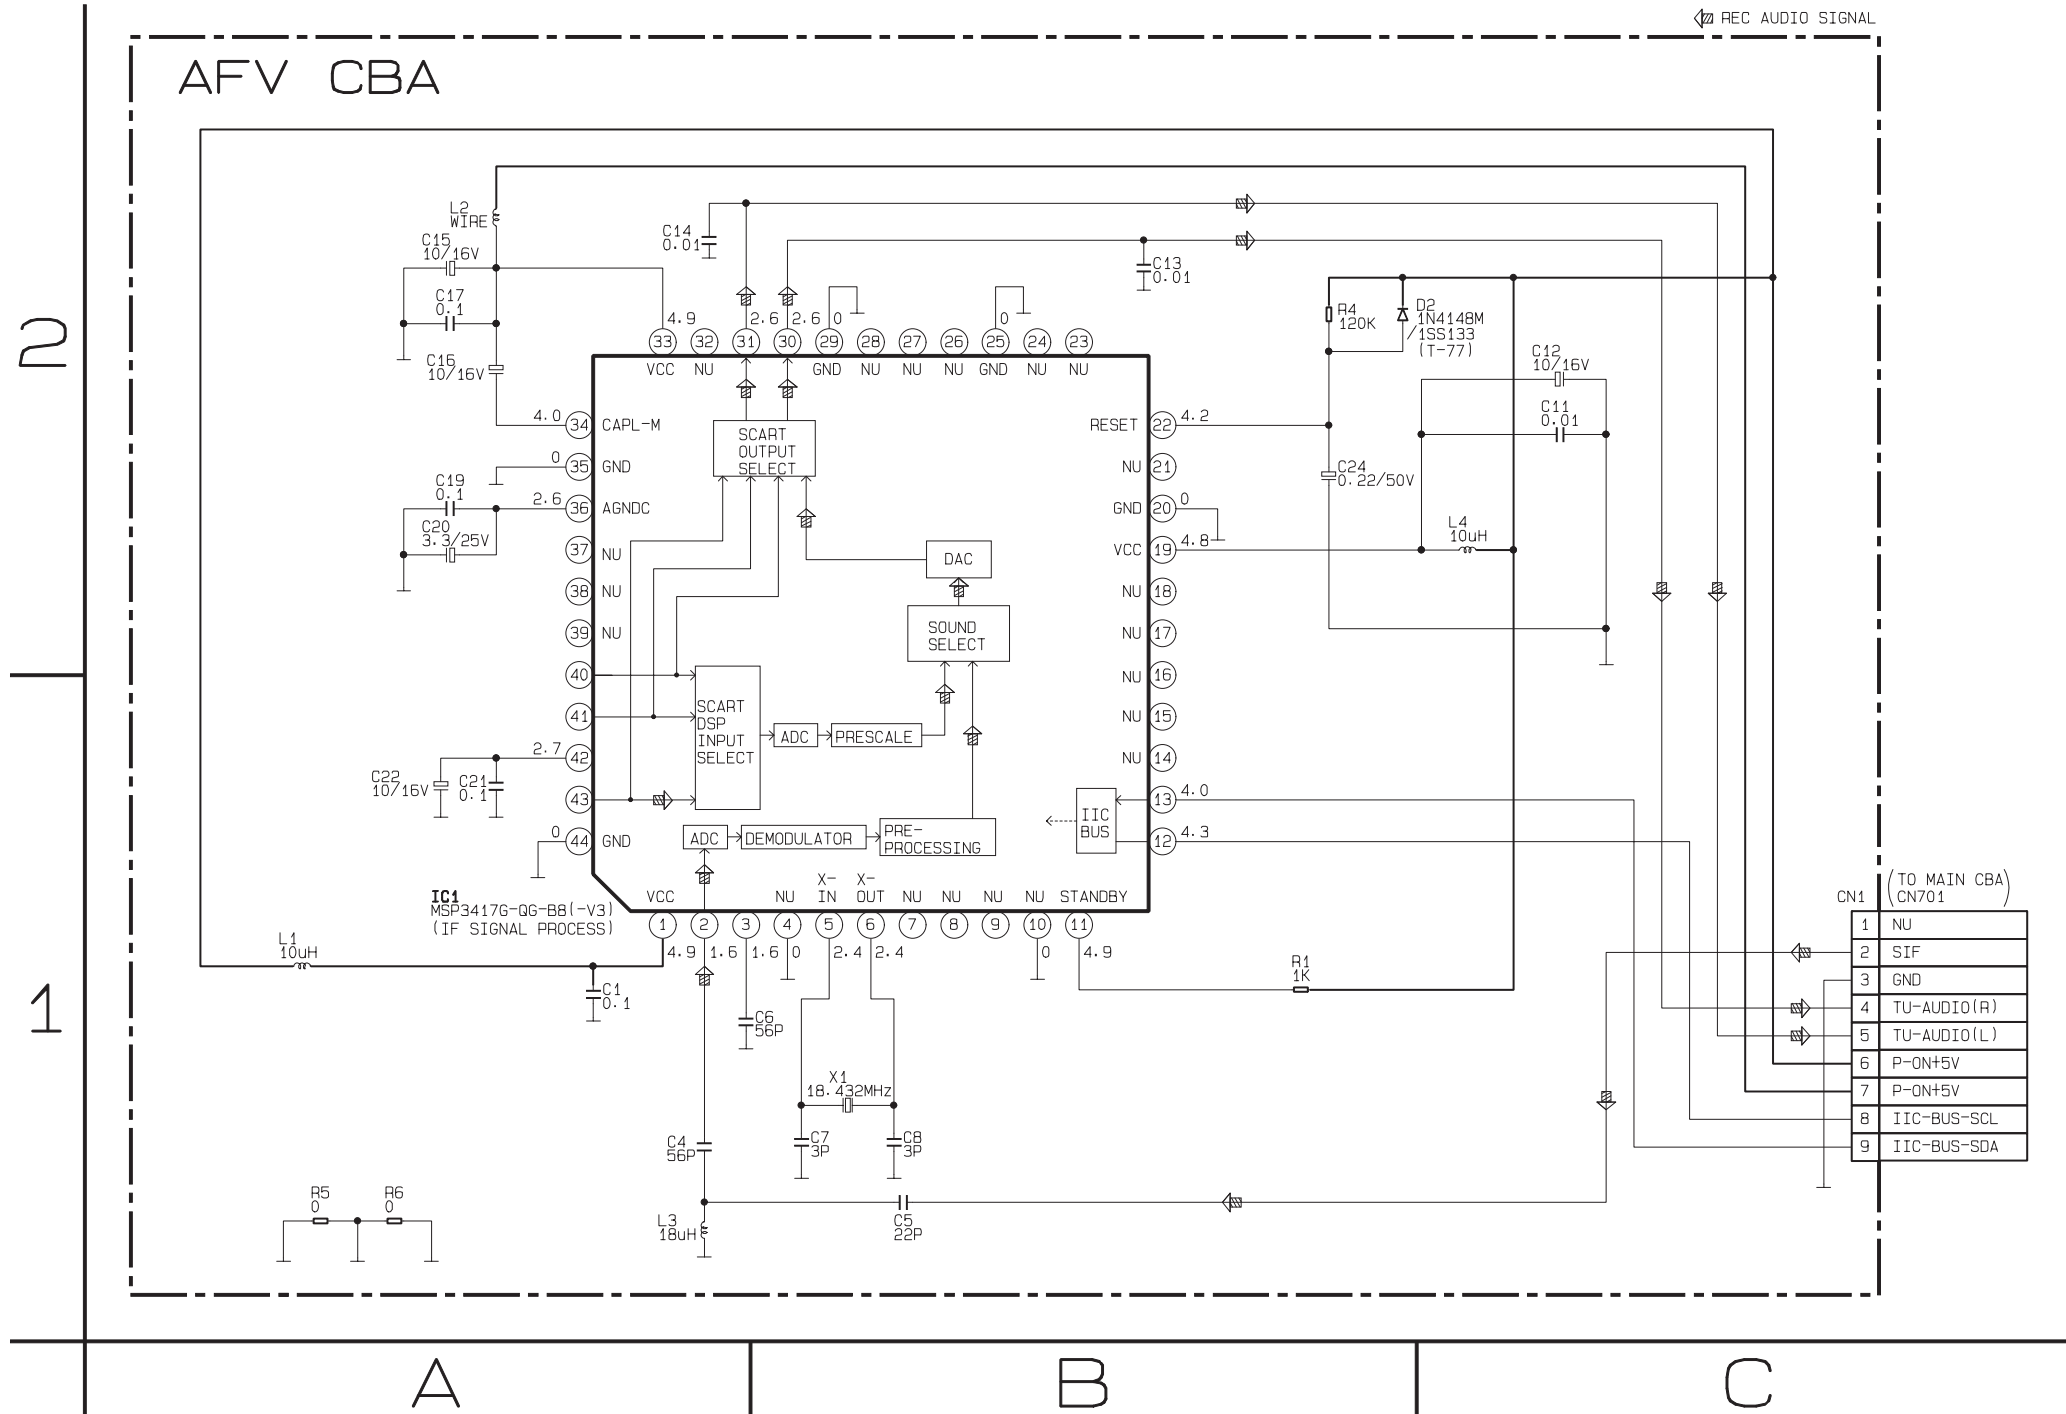 REC AUDIO SIGNAL
AFV CBA
L2
WIRE
C15
10/16V
C17
0.1
C16
10/16V
C14
0.01
C13
0.01
4.9
2.6
2.6
0
0
33
32
31
30
29
28
27
26
25
24
23
VCC
NU
GND
NU
NU
NU
GND
NU
NU
R4
120K
D2
1N4148M
/1SS133
(T-77)
C12
10/16V
C11
0.01
C24
0.22/50V
L4
10uH
2
4.0
34
CAPL-M
0
35
GND
C19
0.1
2.6
36
AGNDC
C20
3.3/25V
37
NU
38
NU
39
NU
40
41
2.7
42
C22
10/16V
C21
0.1
43
0
44
GND
SCART
OUTPUT
SELECT
DAC
SOUND
SELECT
SCART
DSP
INPUT
SELECT
ADC
PRESCALE
ADC
DEMODULATOR
PRE-
PROCESSING
IIC
BUS
RESET
22
4.2
NU
21
GND
20
0
VCC
19
4.8
NU
18
NU
17
NU
16
NU
15
NU
14
13
4.0
12
4.3
IC1
MSP3417G-QG-B8(-V3)
(IF SIGNAL PROCESS)
VCC
NU
X-
IN
X-
OUT
NU
NU
NU
NU
STANDBY
1
2
3
4
5
6
7
8
9
10
11
4.9
1.6
1.6
0
2.4
2.4
0
4.9
L1
10uH
C1
0.1
C6
56P
X1
18.432MHz
C7
3P
C8
3P
C4
56P
L3
18uH
C5
22P
R1
1K
R5
0
R6
0
1
CN1
(TO MAIN CBA)
CN701
1 NU
2 SIF
3 GND
4 TU-AUDIO(R)
5 TU-AUDIO(L)
6 P-ON+5V
7 P-ON+5V
8 IIC-BUS-SCL
9 IIC-BUS-SDA
A
B
C